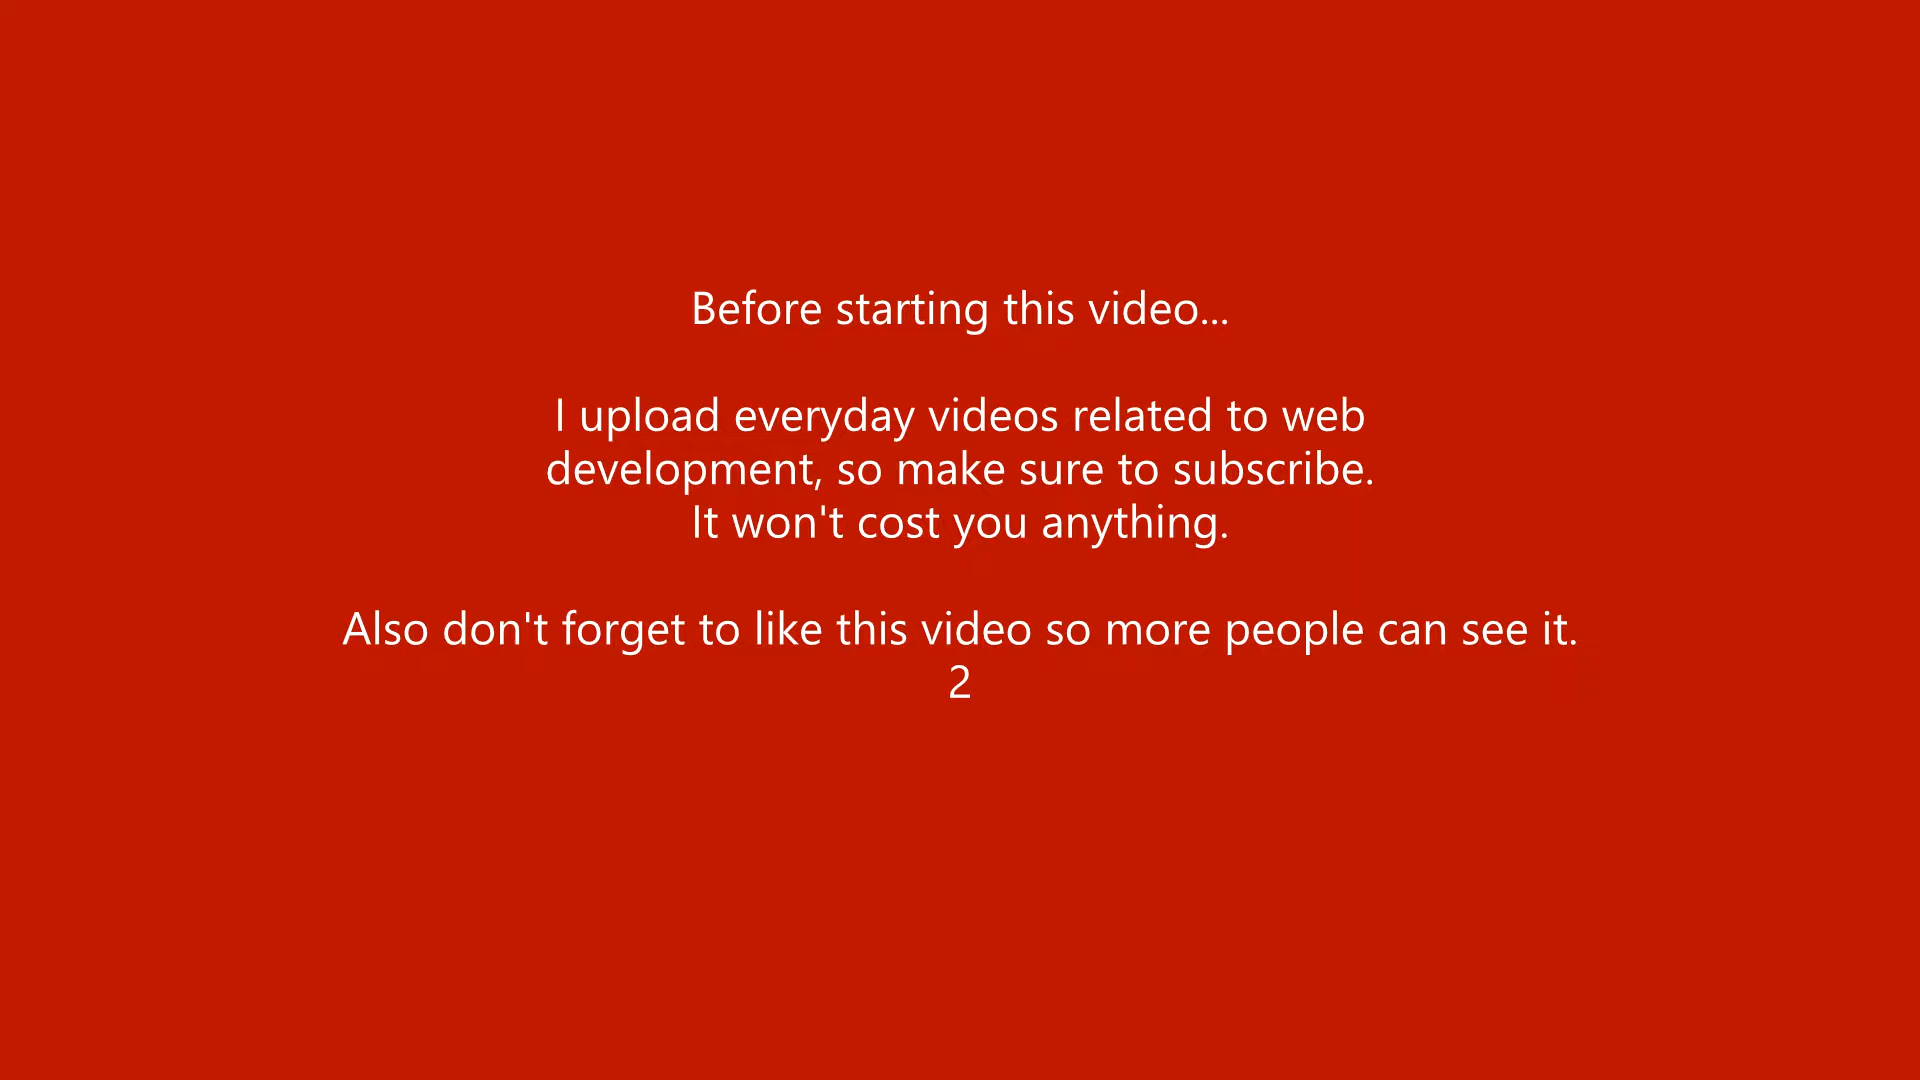 Before starting this video...
I upload everyday videos related to web
development, so make sure to subscribe.
It won't cost you anything.
Also don't forget to like this video so more people can see it.
2